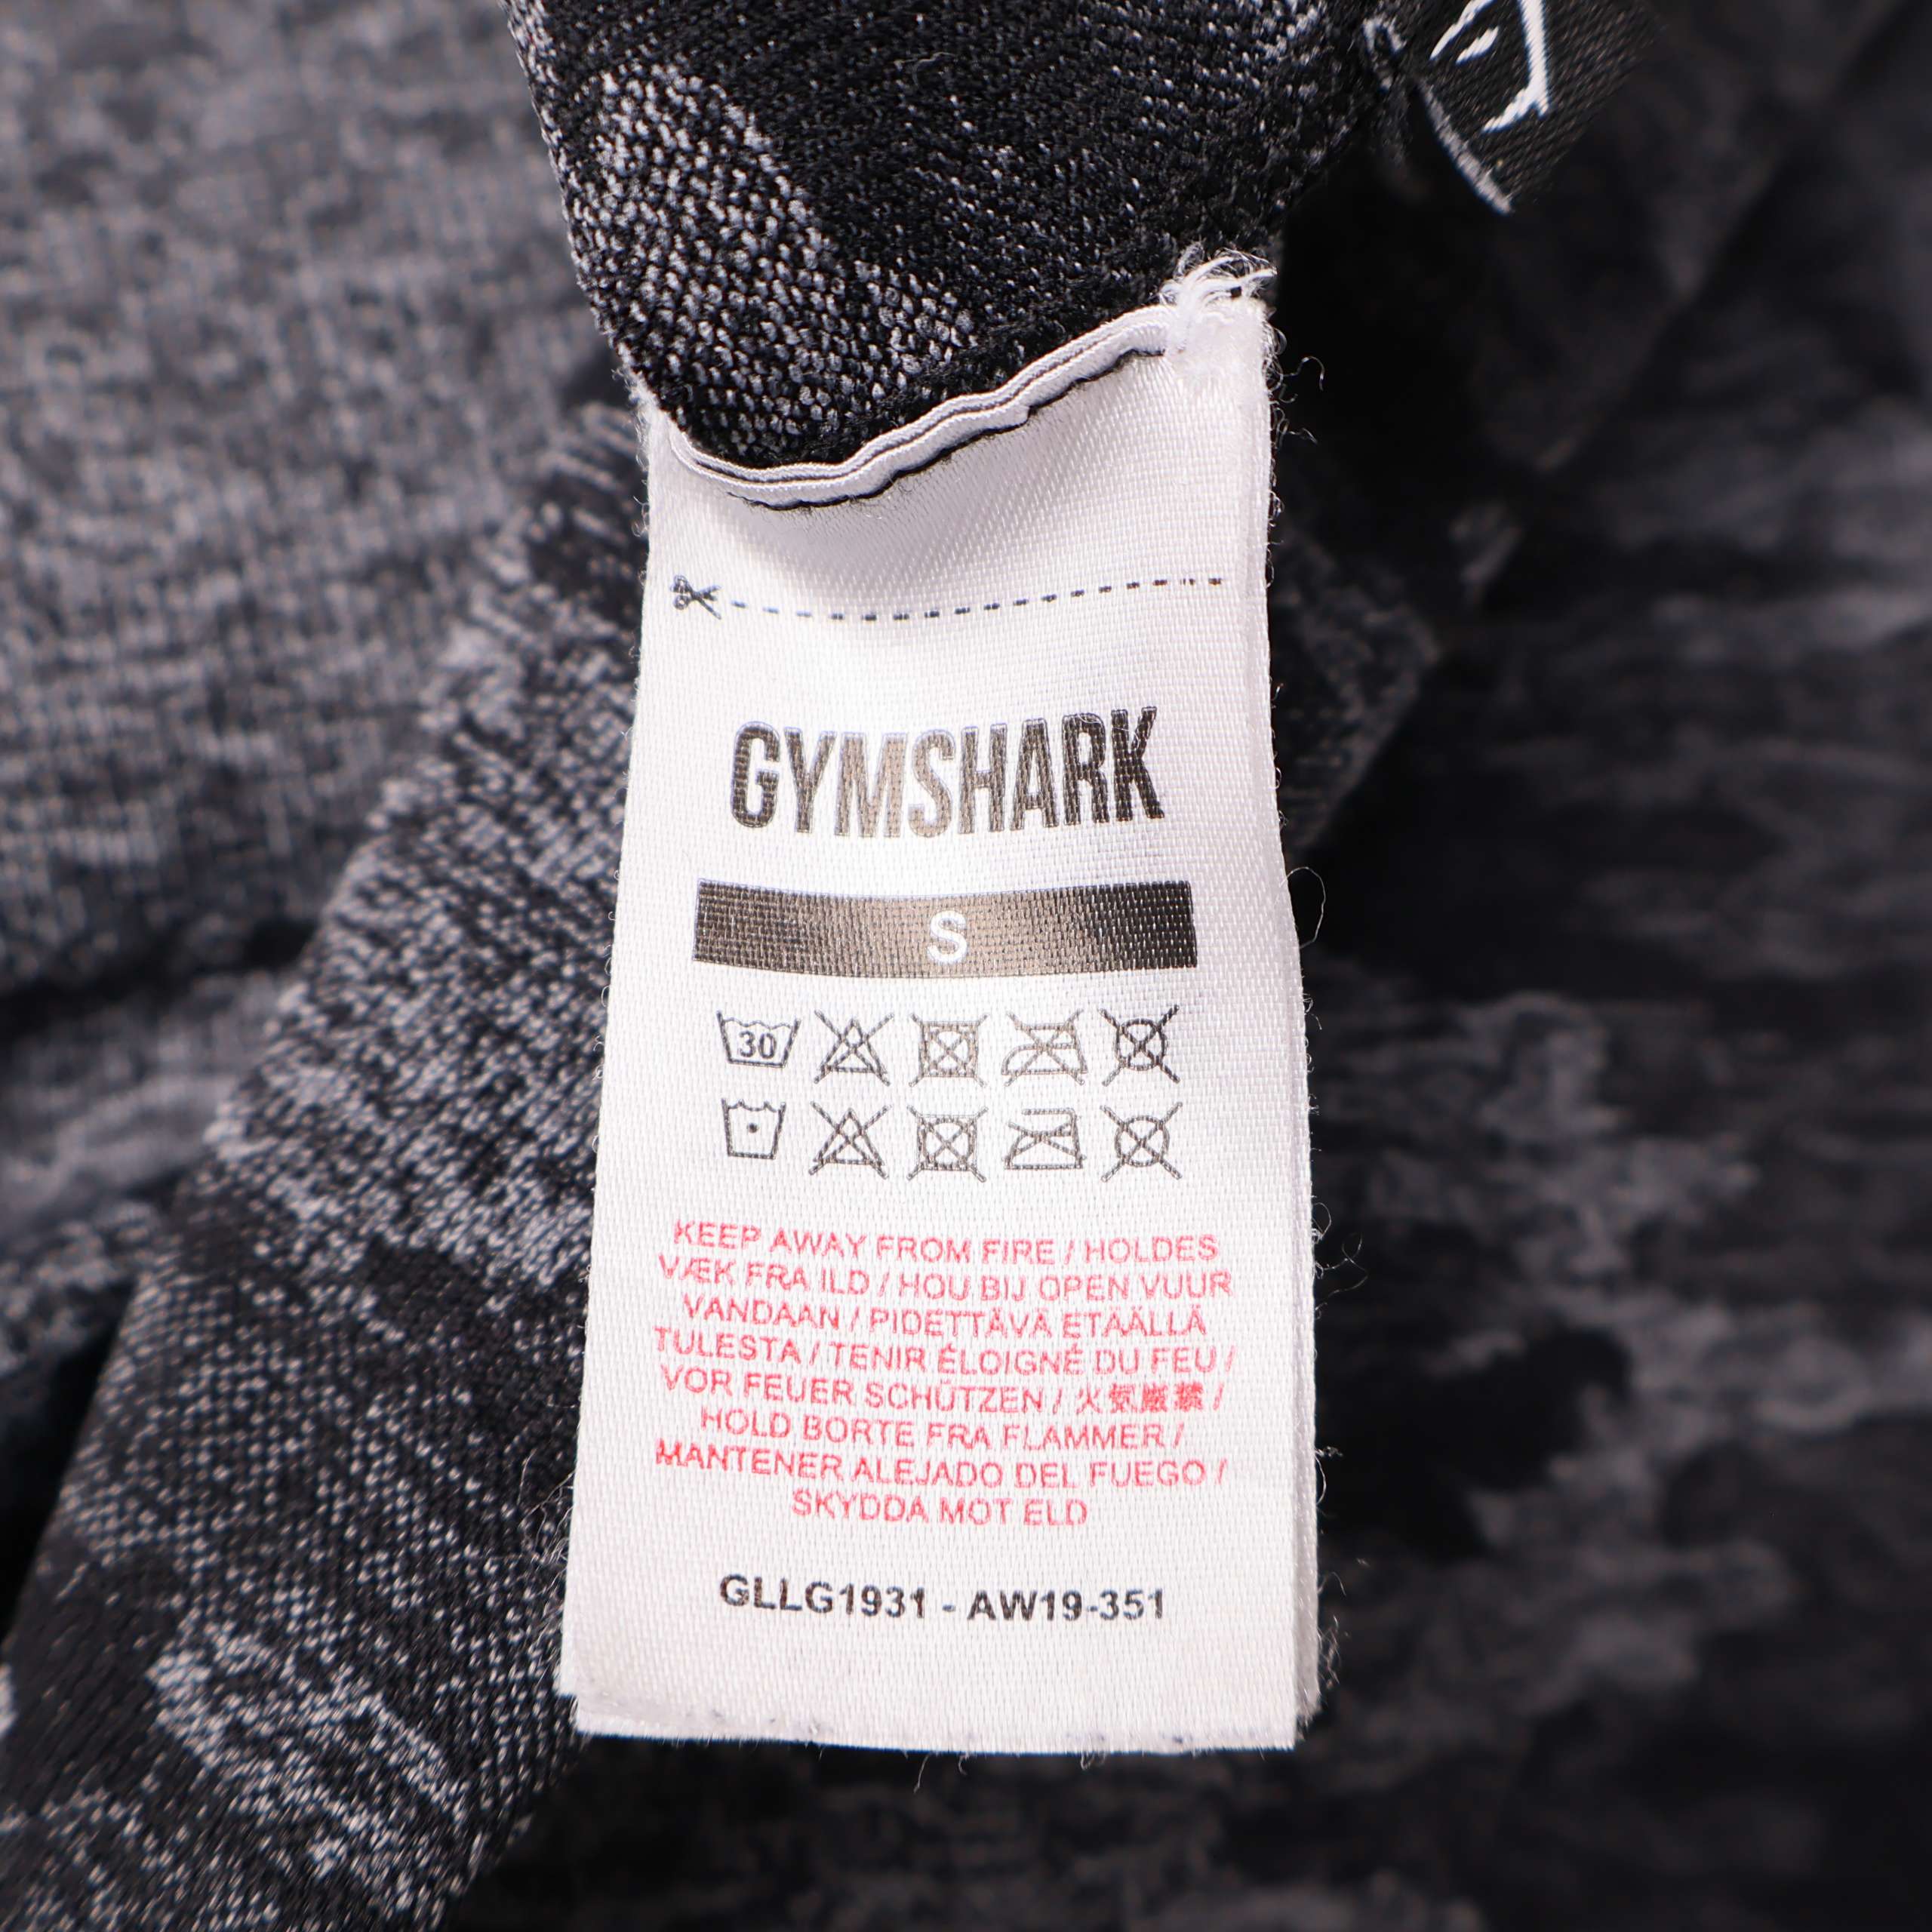 GYMSHARK
S
30
KEEP AWAY FROM FIRE / HOLDES
VÆK FRA ILD / HOU BIJ OPEN VUUR
VANDAAN / PIDETTÄVÄ ETÄÄLLÄ
TULESTA / TENIR ÉLOIGNÉ DU FEU /
VOR FEUER SCHÜTZEN / 火気厳禁 /
HOLD BORTE FRA FLAMMER /
MANTENER ALEJADO DEL FUEGO /
SKYDDA MOT ELD
GLLG1931 - AW19-351